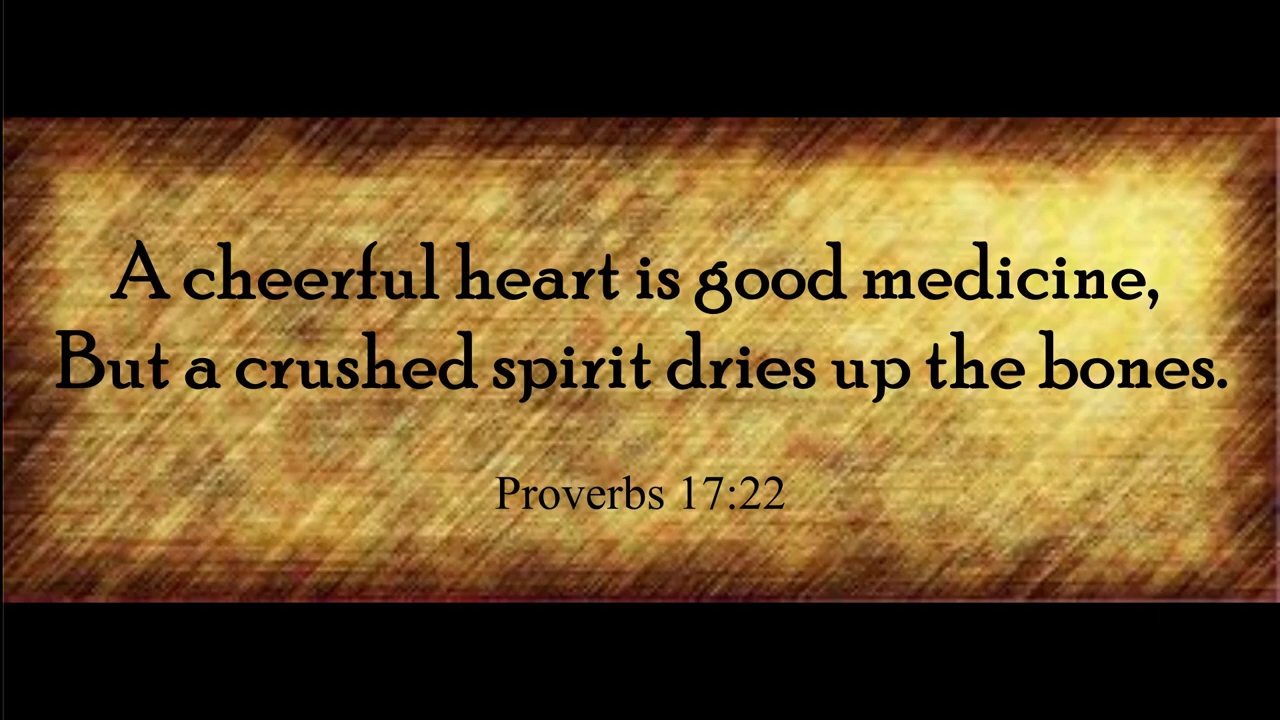 A cheerful heart is good medicine,
But a crushed spirit dries up the bones.
Proverbs 17:22